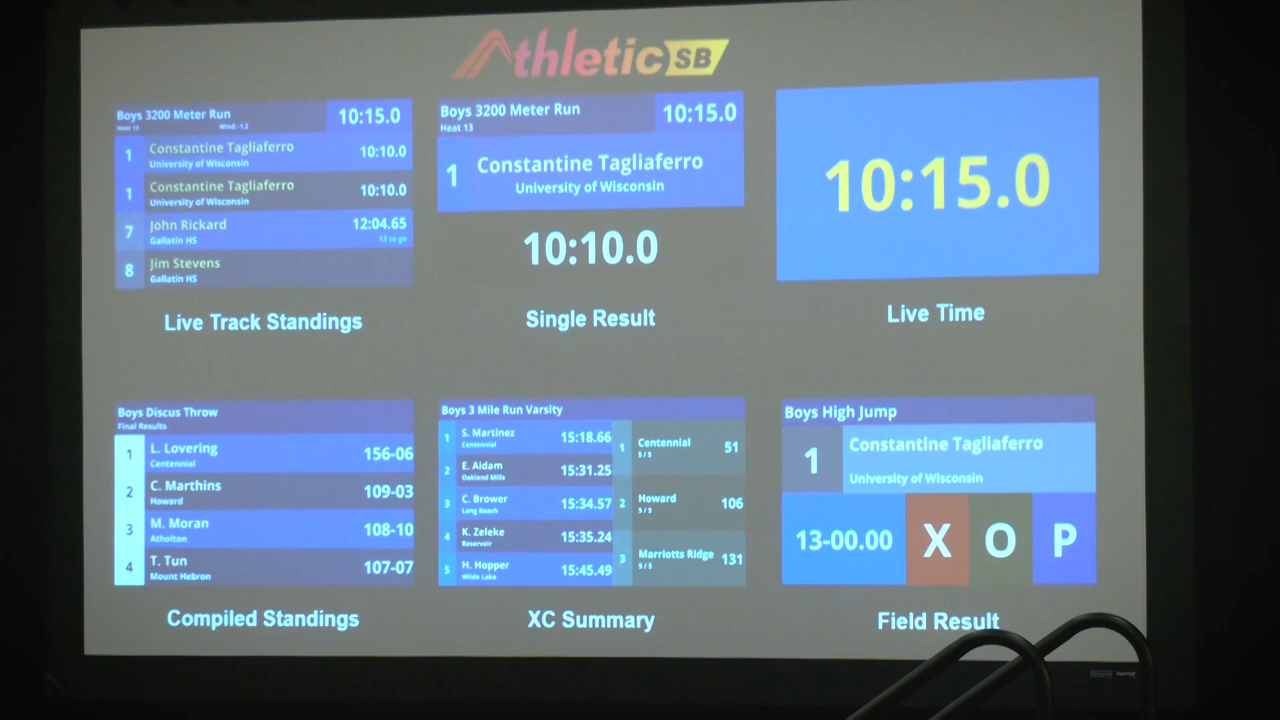 Athletic SB
Boys 3200 Meter Run 10:15.0
Heat 13 Wind: -1.2
1 Constantine Tagliaferro 10:10.0
University of Wisconsin
1 Constantine Tagliaferro 10:10.0
University of Wisconsin
7 John Rickard 12:04.65
Gallatin HS 13 to go
8 Jim Stevens
Gallatin HS
Live Track Standings
Boys 3200 Meter Run 10:15.0
Heat 13
1 Constantine Tagliaferro
University of Wisconsin
10:10.0
Single Result
10:15.0
Live Time
Boys Discus Throw
Final Results
1 L. Lovering 156-06
Centennial
2 C. Marthins 109-03
Howard
3 M. Moran 108-10
Atholton
4 T. Tun 107-07
Mount Hebron
Compiled Standings
Boys 3 Mile Run Varsity
1 S. Martinez 15:18.66
Centennial
2 E. Aidam 15:31.25
Oakland Mills
3 C. Brower 15:34.57
Long Reach
4 K. Zeleke 15:35.24
Reservoir
5 H. Hopper 15:45.49
Wilde Lake
1 Centennial 51
5 / 5
2 Howard 106
5 / 5
3 Marriotts Ridge 131
5 / 5
XC Summary
Boys High Jump
1 Constantine Tagliaferro
University of Wisconsin
13-00.00 X O P
Field Result